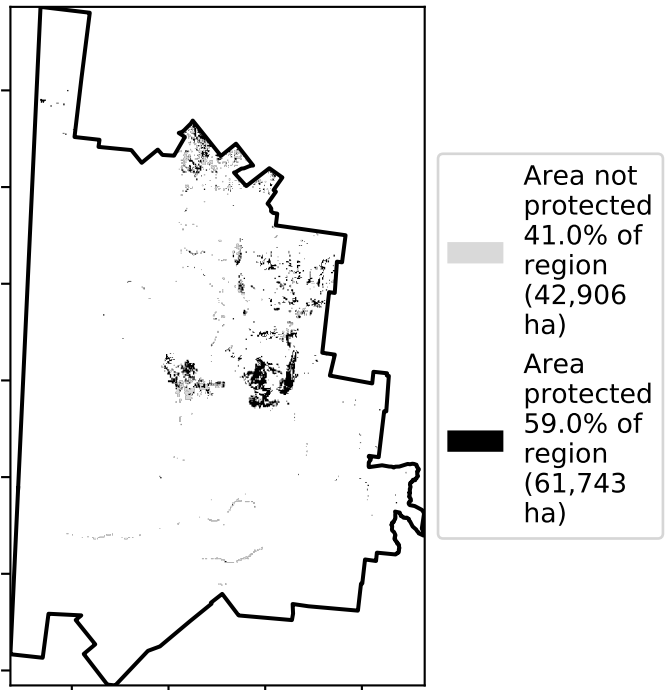 Area not
protected
41.0% of
region
(42,906
ha)
Area
protected
59.0% of
region
(61,743
ha)